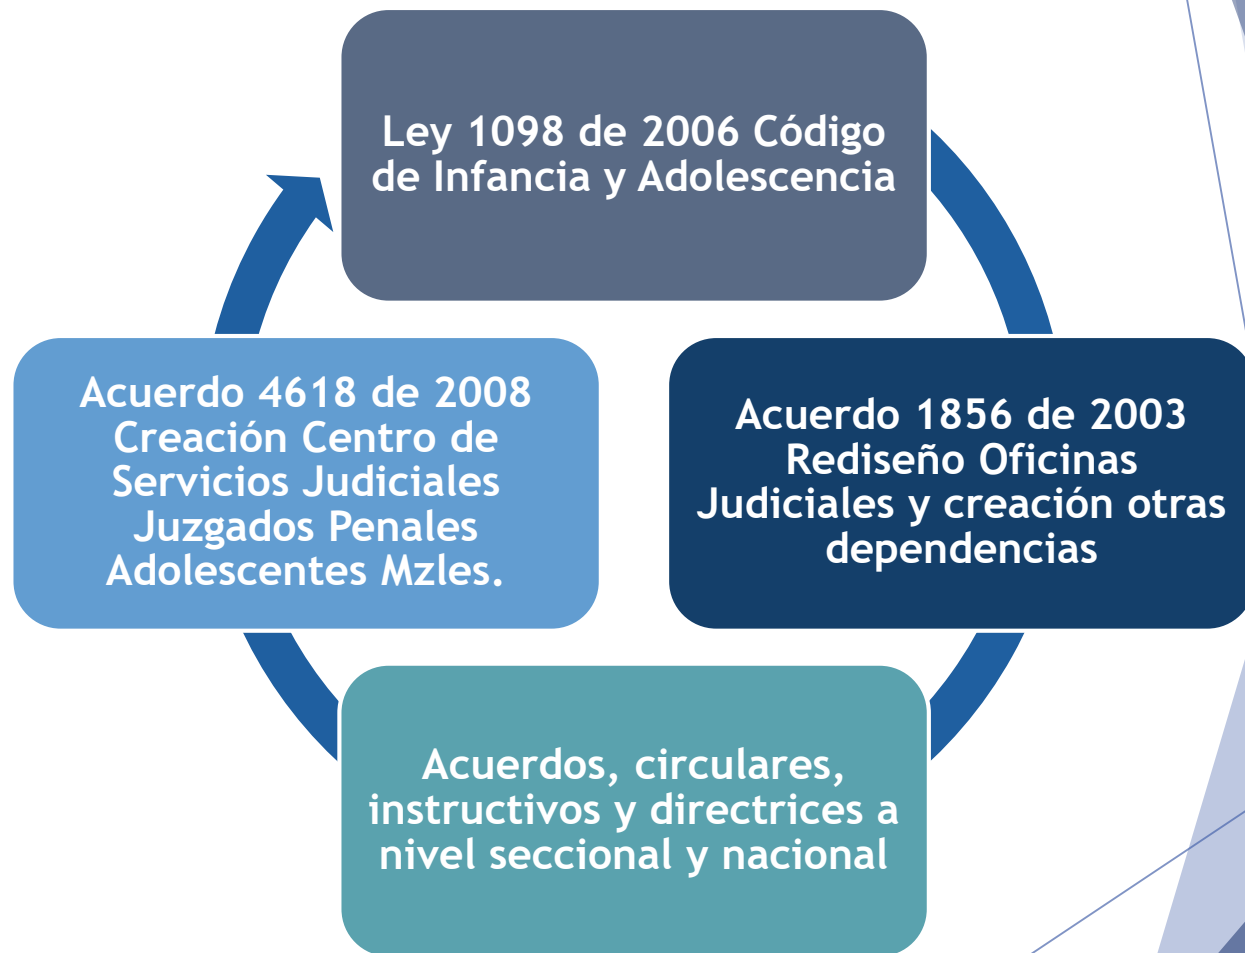 Ley 1098 de 2006 Código
de Infancia y Adolescencia
Acuerdo 4618 de 2008
Creación Centro de
Servicios Judiciales
Juzgados Penales
Adolescentes Mzles.
Acuerdo 1856 de 2003
Rediseño Oficinas
Judiciales y creación otras
dependencias
Acuerdos, circulares,
instructivos y directrices a
nivel seccional y nacional